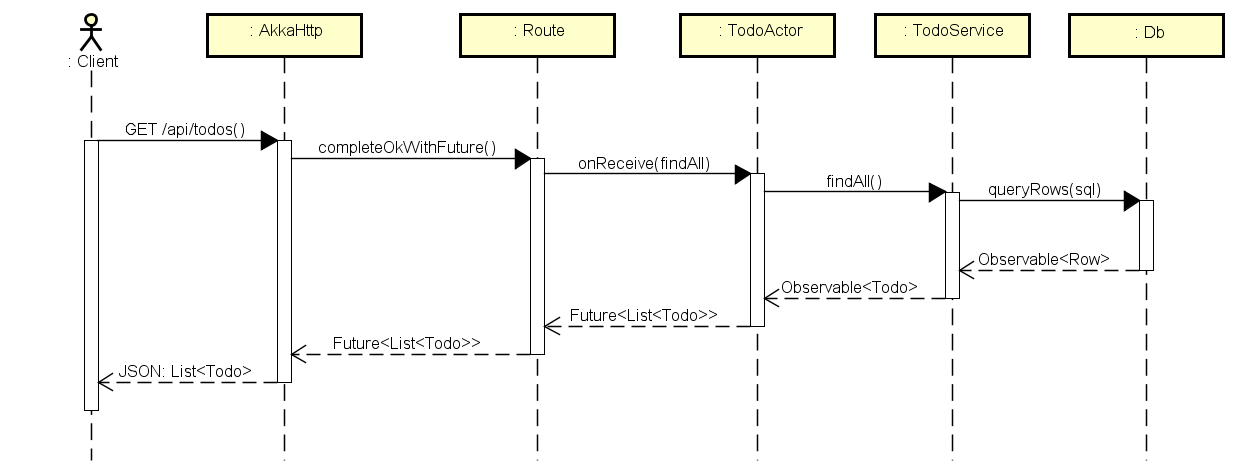 : Client
: AkkaHttp
: Route
: TodoActor
: TodoService
: Db
GET /api/todos()
completeOkWithFuture()
onReceive(findAll)
findAll()
queryRows(sql)
Observable<Row>
Observable<Todo>
Future<List<Todo>>
Future<List<Todo>>
JSON: List<Todo>